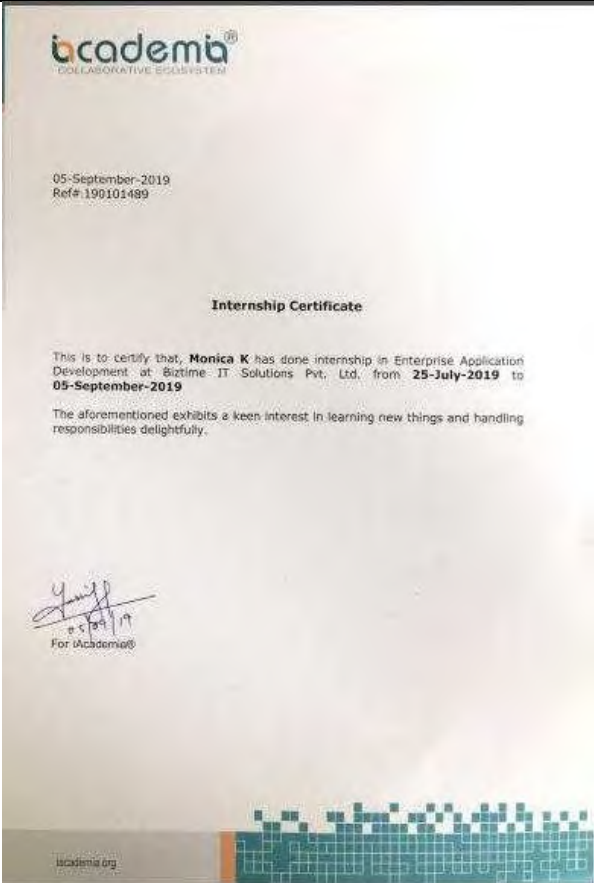 iacademia®
COLLABORATIVE ECOSYSTEM
05-September-2019
Ref# 190101489
Internship Certificate
This is to certify that, Monica K has done internship in Enterprise Application
Development at Biztime IT Solutions Pvt. Ltd. from 25-July-2019 to
05-September-2019
The aforementioned exhibits a keen interest in learning new things and handling
responsibilities delightfully.
05/09/19
For iAcademia®
iacademia.org